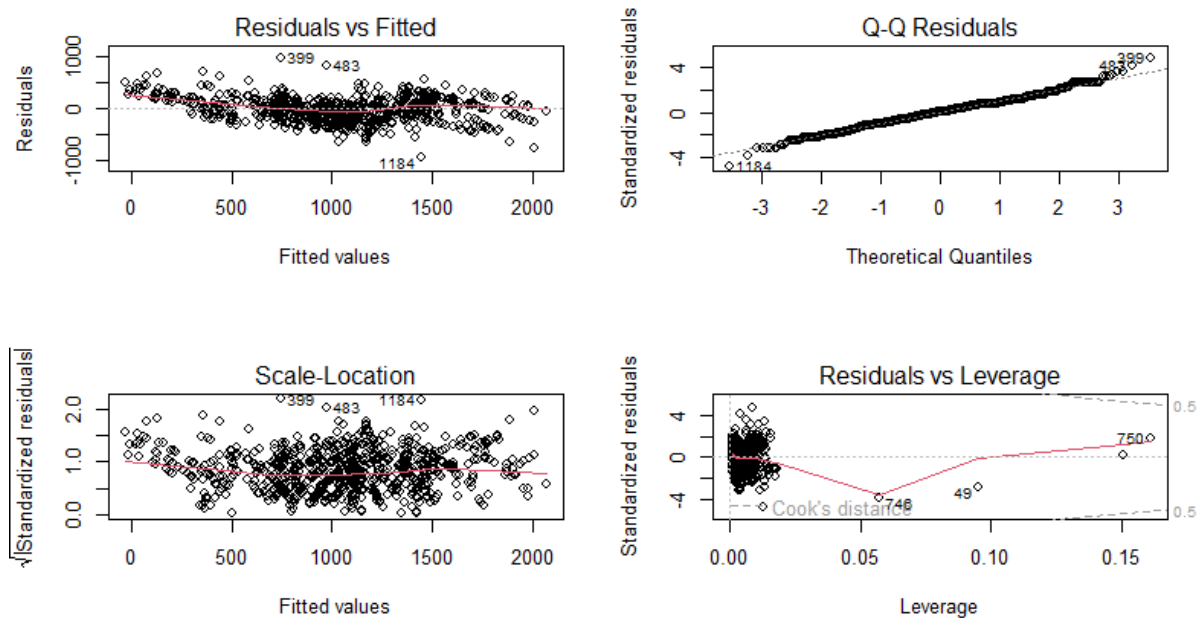 Residuals vs Fitted
Residuals
1000
0
-1000
399
483
1184
0 500 1000 1500 2000
Fitted values
Q-Q Residuals
Standardized residuals
4
0
-4
399
483
1184
-3 -2 -1 0 1 2 3
Theoretical Quantiles
Scale-Location
√|Standardized residuals|
2.0
1.0
0.0
399
483
1184
0 500 1000 1500 2000
Fitted values
Residuals vs Leverage
Standardized residuals
4
2
0
-4
0.5
750
49
746
Cook's distance
0.5
0.00 0.05 0.10 0.15
Leverage